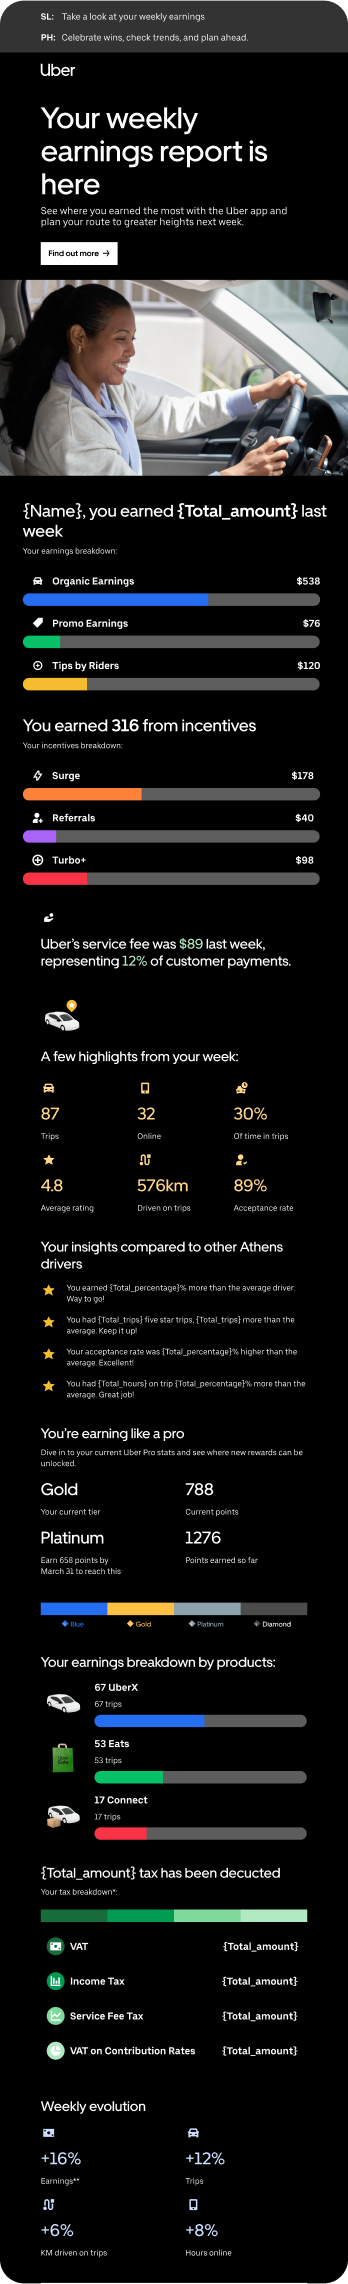 SL: Take a look at your weekly earnings
PH: Celebrate wins, check trends, and plan ahead.
Uber
Your weekly
earnings report is
here
See where you earned the most with the Uber app and
plan your route to greater heights next week.
Find out more →
{Name}, you earned {Total_amount} last
week
Your earnings breakdown:
Organic Earnings $538
Promo Earnings $76
Tips by Riders $120
You earned 316 from incentives
Your incentives breakdown:
Surge $178
Referrals $40
Turbo+ $98
Uber's service fee was $89 last week,
representing 12% of customer payments.
A few highlights from your week:
87 32 30%
Trips Online Of time in trips
4.8 576km 89%
Average rating Driven on trips Acceptance rate
Your insights compared to other Athens
drivers
You earned {Total_percentage}% more than the average driver.
Way to go!
You had {Total_trips} five star trips, {Total_trips} more than the
average. Keep it up!
Your acceptance rate was {Total_percentage}% higher than the
average. Excellent!
You had {Total_hours} on trip {Total_percentage}% more than the
average. Great job!
You're earning like a pro
Dive in to your current Uber Pro stats and see where new rewards can be
unlocked.
Gold 788
Your current tier Current points
Platinum 1276
Earn 658 points by Points earned so far
March 31 to reach this
Blue Gold Platinum Diamond
Your earnings breakdown by products:
67 UberX
67 trips
53 Eats
53 trips
Uber
Eats
17 Connect
17 trips
{Total_amount} tax has been decucted
Your tax breakdown*:
VAT {Total_amount}
Income Tax {Total_amount}
Service Fee Tax {Total_amount}
VAT on Contribution Rates {Total_amount}
Weekly evolution
+16% +12%
Earnings** Trips
+6% +8%
KM driven on trips Hours online